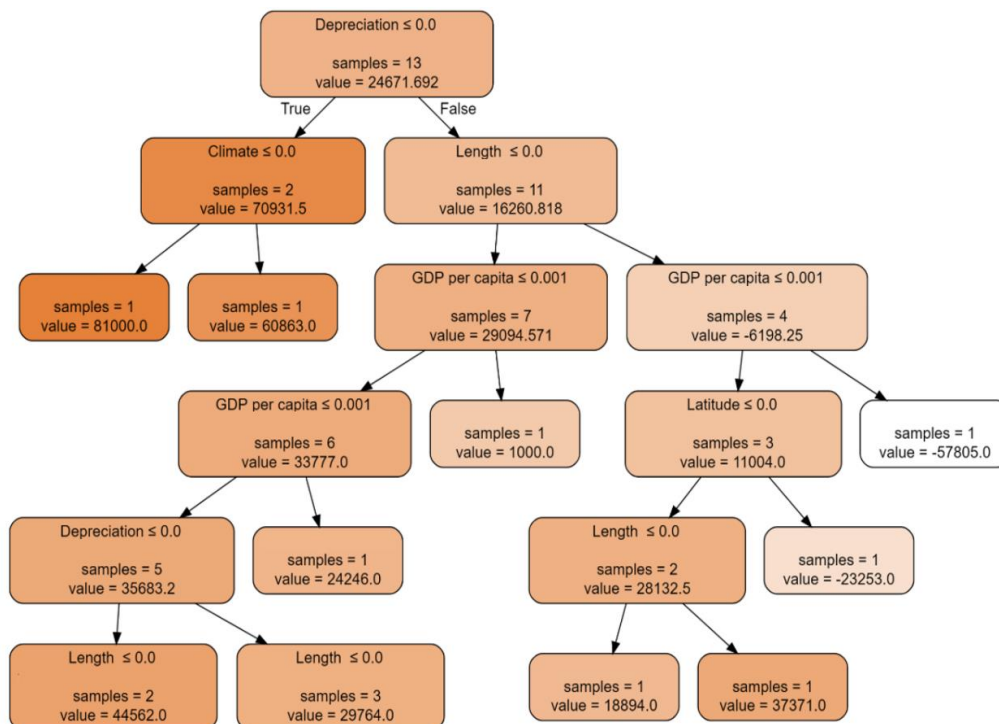 Depreciation ≤ 0.0
samples = 13
value = 24671.692
True
False
Climate ≤ 0.0
samples = 2
value = 70931.5
Length ≤ 0.0
samples = 11
value = 16260.818
samples = 1
value = 81000.0
samples = 1
value = 60863.0
GDP per capita ≤ 0.001
samples = 7
value = 29094.571
GDP per capita ≤ 0.001
samples = 4
value = -6198.25
GDP per capita ≤ 0.001
samples = 6
value = 33777.0
samples = 1
value = 1000.0
Latitude ≤ 0.0
samples = 3
value = 11004.0
samples = 1
value = -57805.0
Depreciation ≤ 0.0
samples = 5
value = 35683.2
samples = 1
value = 24246.0
Length ≤ 0.0
samples = 2
value = 28132.5
samples = 1
value = -23253.0
Length ≤ 0.0
samples = 2
value = 44562.0
Length ≤ 0.0
samples = 3
value = 29764.0
samples = 1
value = 18894.0
samples = 1
value = 37371.0